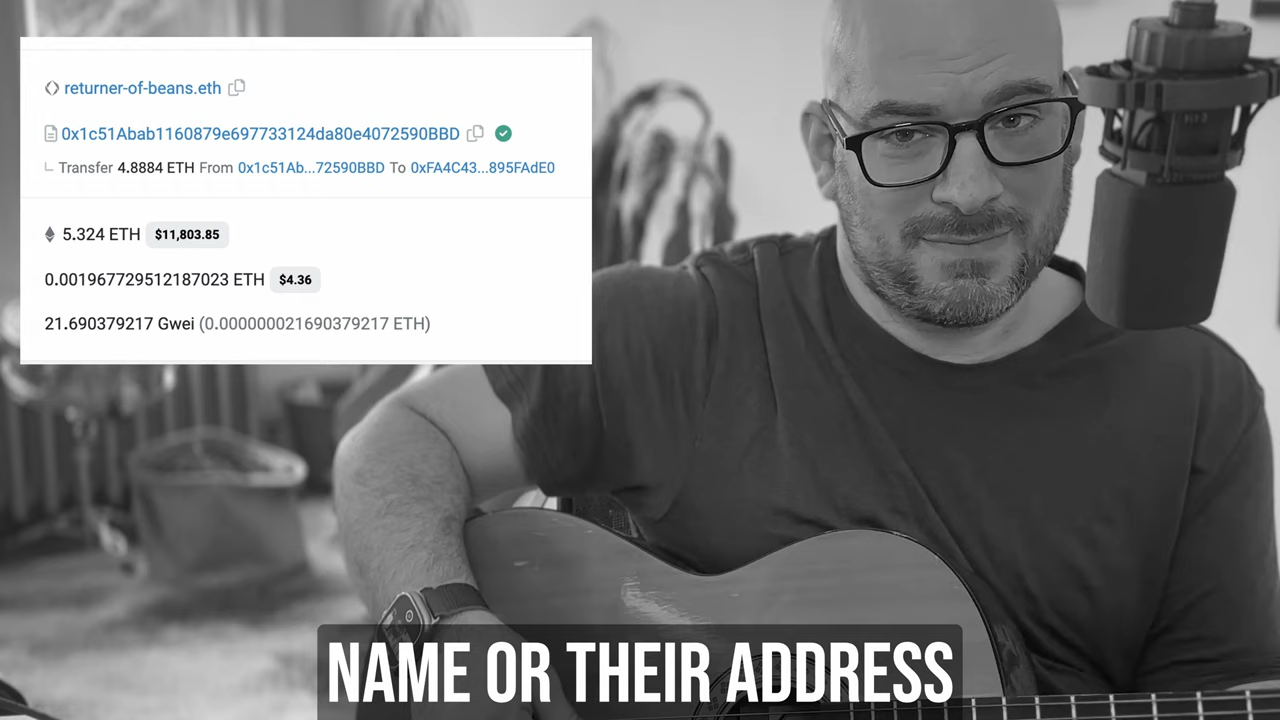 returner-of-beans.eth
0x1c51Abab1160879e697733124da80e4072590BBD
Transfer 4.8884 ETH From 0x1c51Ab...72590BBD To 0xFA4C43...895FAdE0
5.324 ETH $11,803.85
0.001967729512187023 ETH $4.36
21.690379217 Gwei (0.000000021690379217 ETH)
NAME OR THEIR ADDRESS